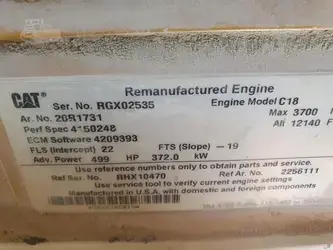 CAT
Remanufactured Engine
Ser No. RGX02535 Engine Model C18
Ar. No. 20R1731 Max 3700
Perf Spec 4150248 Alt 12140 F
ECM Software 4209393
FLS (Intercept) 22 FTS (Slope) -19
Adv. Power 499 HP 372.0 kW
Use reference numbers only to obtain parts and service.
Ref Ser No. RHX10470 Ref Ar. No. 2256111
Use service tool to verify current engine settings
Manufactured in U.S.A. with domestic and foreign components